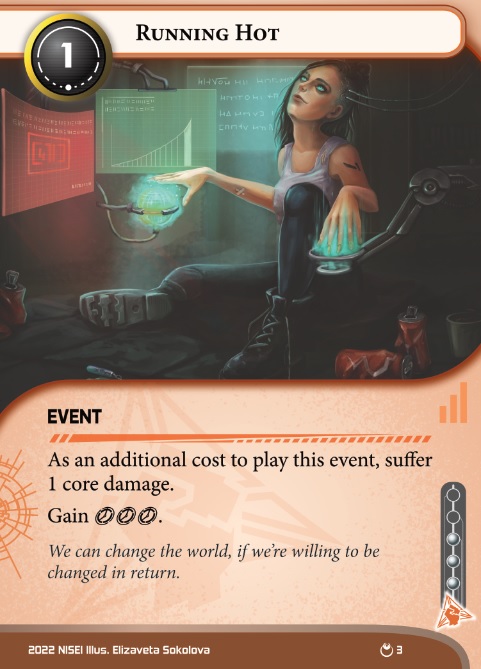 1
Running Hot
EVENT
As an additional cost to play this event, suffer
1 core damage.
Gain .
We can change the world, if we're willing to be
changed in return.
2022 NISEI Illus. Elizaveta Sokolova
3